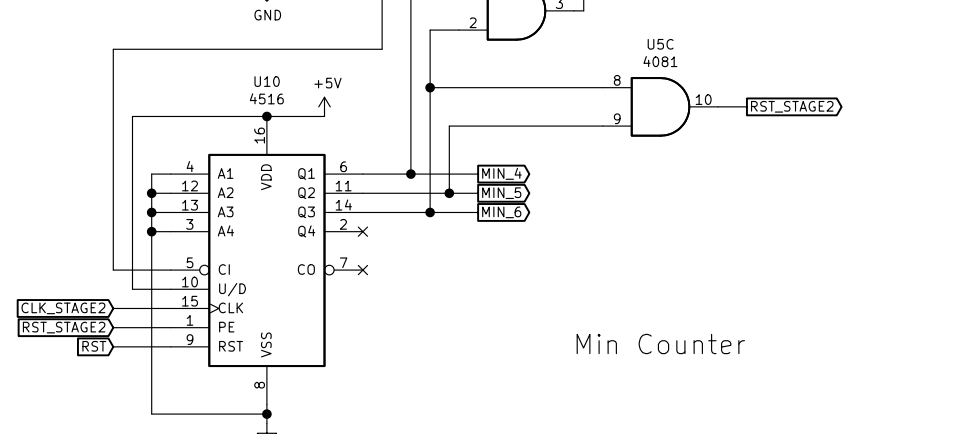 GND
3
2
U5C
4081
8
10
RST_STAGE2
9
U10
4516
+5V
16
VDD
4 A1 Q1 6 MIN_4
12 A2 Q2 11 MIN_5
13 A3 Q3 14 MIN_6
3 A4 Q4 2
5 CI CO 7
10 U/D
CLK_STAGE2 15 CLK
RST_STAGE2 1 PE
RST 9 RST
VSS
8
Min Counter